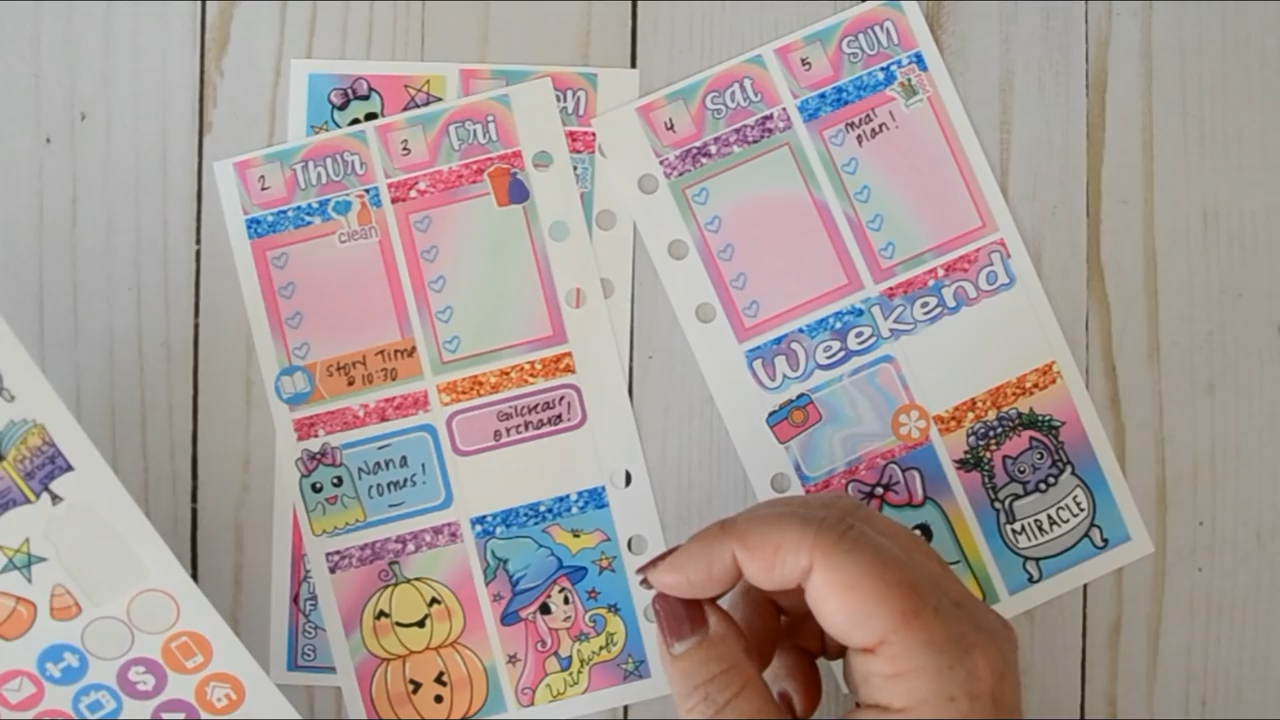 2 Thur
clean
Story Time
@ 10:30
Nana
comes!
3 Fri
Gilcrease
orchard!
Witchcraft
on
4 Sat
5 Sun
meal
plan!
Weekend
MIRACLE
T
F
S
S